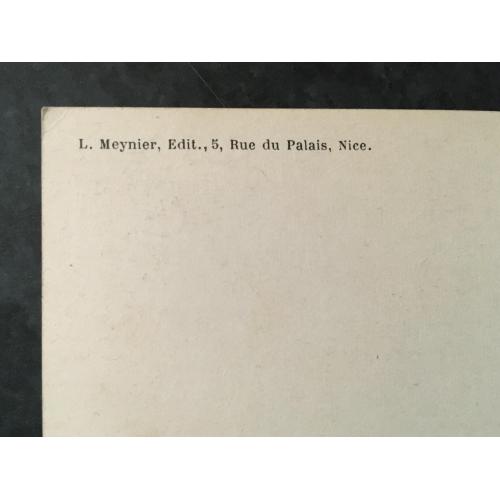 L. Meynier, Edit., 5, Rue du Palais, Nice.